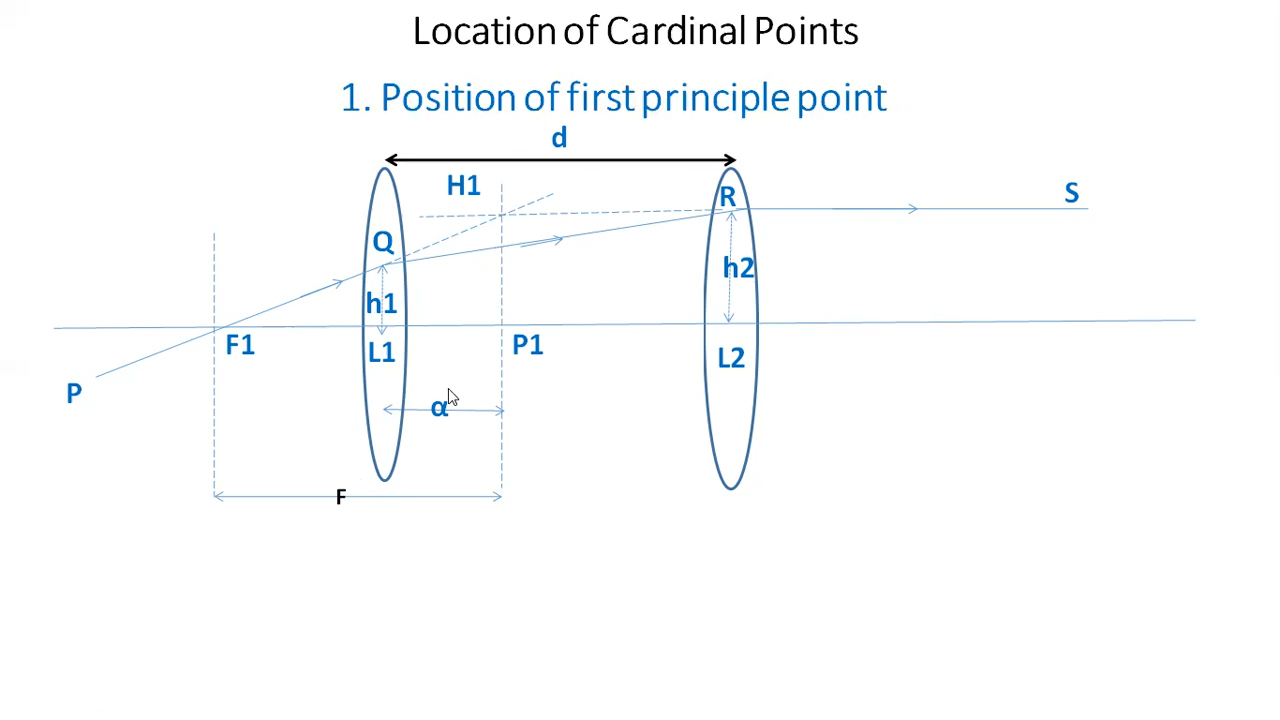 Location of Cardinal Points
1. Position of first principle point
d
H1
R
S
Q
h2
h1
F1
L1
P1
L2
P
α
F